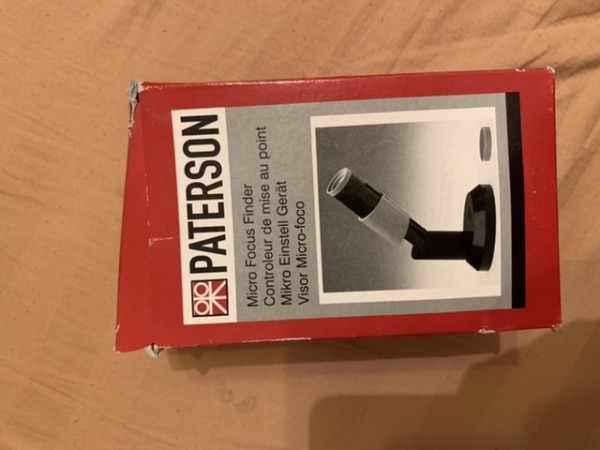 PATERSON
Micro Focus Finder
Controleur de mise au point
Mikro Einstell Gerät
Visor Micro-foco